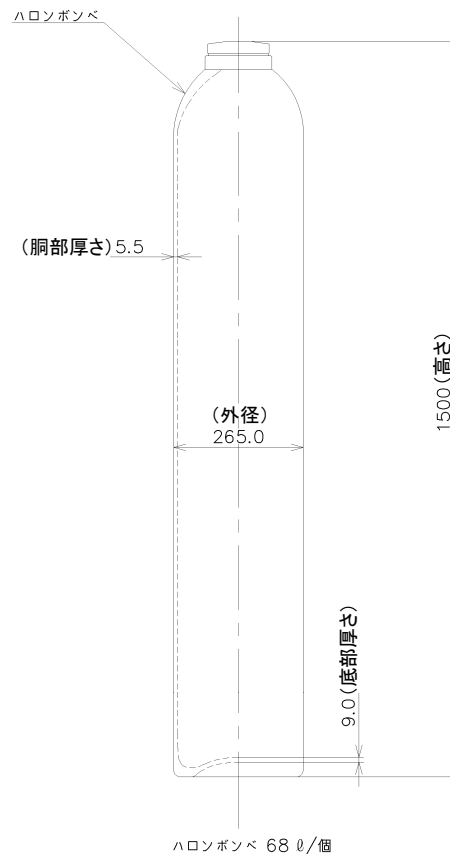 ハロンボンベ
(胴部厚さ)5.5
1500(高さ)
(外径)
265.0
9.0(底部厚さ)
ハロンボンベ 68 ℓ/個